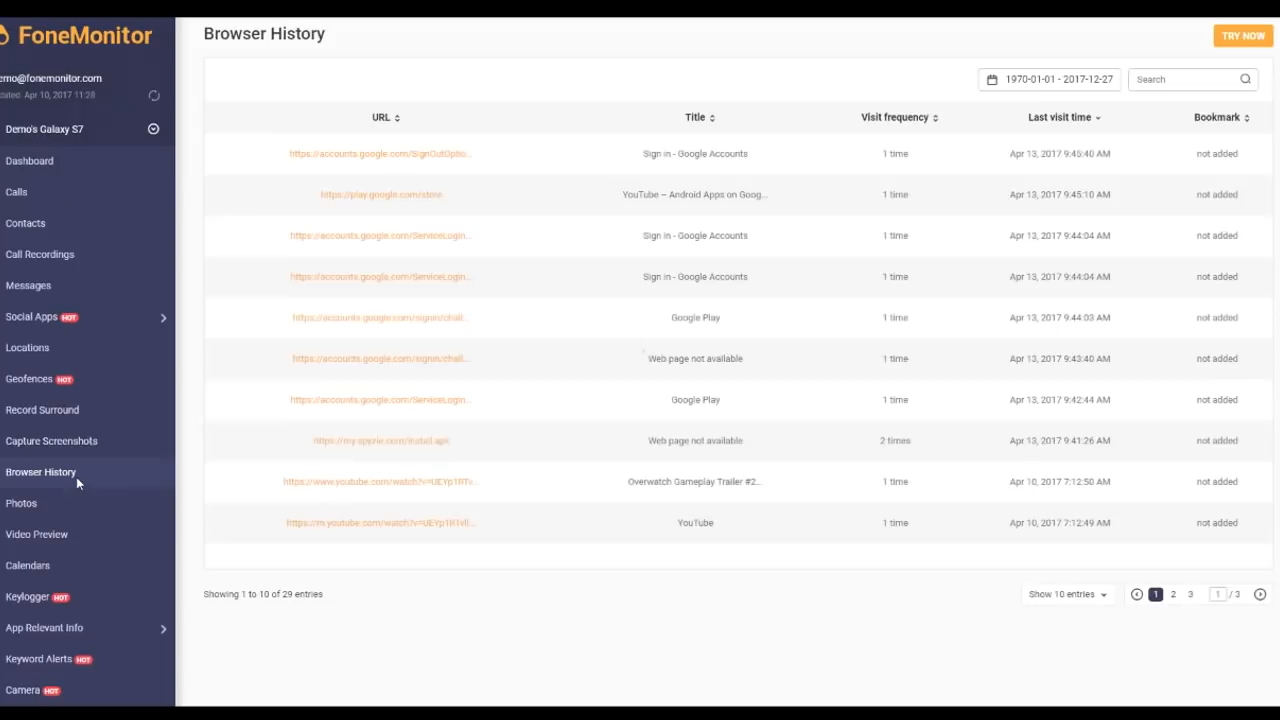 FoneMonitor
emo@fonemonitor.com
dated: Apr 10, 2017 11:28
Demo's Galaxy S7
Dashboard
Calls
Contacts
Call Recordings
Messages
Social Apps HOT
Locations
Geofences HOT
Record Surround
Capture Screenshots
Browser History
Photos
Video Preview
Calendars
Keylogger HOT
App Relevant Info
Keyword Alerts HOT
Camera HOT
Browser History
TRY NOW
1970-01-01 - 2017-12-27 Search
URL Title Visit frequency Last visit time Bookmark
https://accounts.google.com/SignOutOptio... Sign in - Google Accounts 1 time Apr 13, 2017 9:45:40 AM not added
https://play.google.com/store YouTube – Android Apps on Goog... 1 time Apr 13, 2017 9:45:10 AM not added
https://accounts.google.com/ServiceLogin... Sign in - Google Accounts 1 time Apr 13, 2017 9:44:04 AM not added
https://accounts.google.com/ServiceLogin... Sign in - Google Accounts 1 time Apr 13, 2017 9:44:04 AM not added
https://accounts.google.com/signin/chall... Google Play 1 time Apr 13, 2017 9:44:03 AM not added
https://accounts.google.com/signin/chall... Web page not available 1 time Apr 13, 2017 9:43:40 AM not added
https://accounts.google.com/ServiceLogin... Google Play 1 time Apr 13, 2017 9:42:44 AM not added
Web page not available 2 times Apr 13, 2017 9:41:26 AM not added
Overwatch Gameplay Trailer #2... 1 time Apr 10, 2017 7:12:50 AM not added
YouTube 1 time Apr 10, 2017 7:12:49 AM not added
Showing 1 to 10 of 29 entries
Show 10 entries 1 2 3 1 / 3